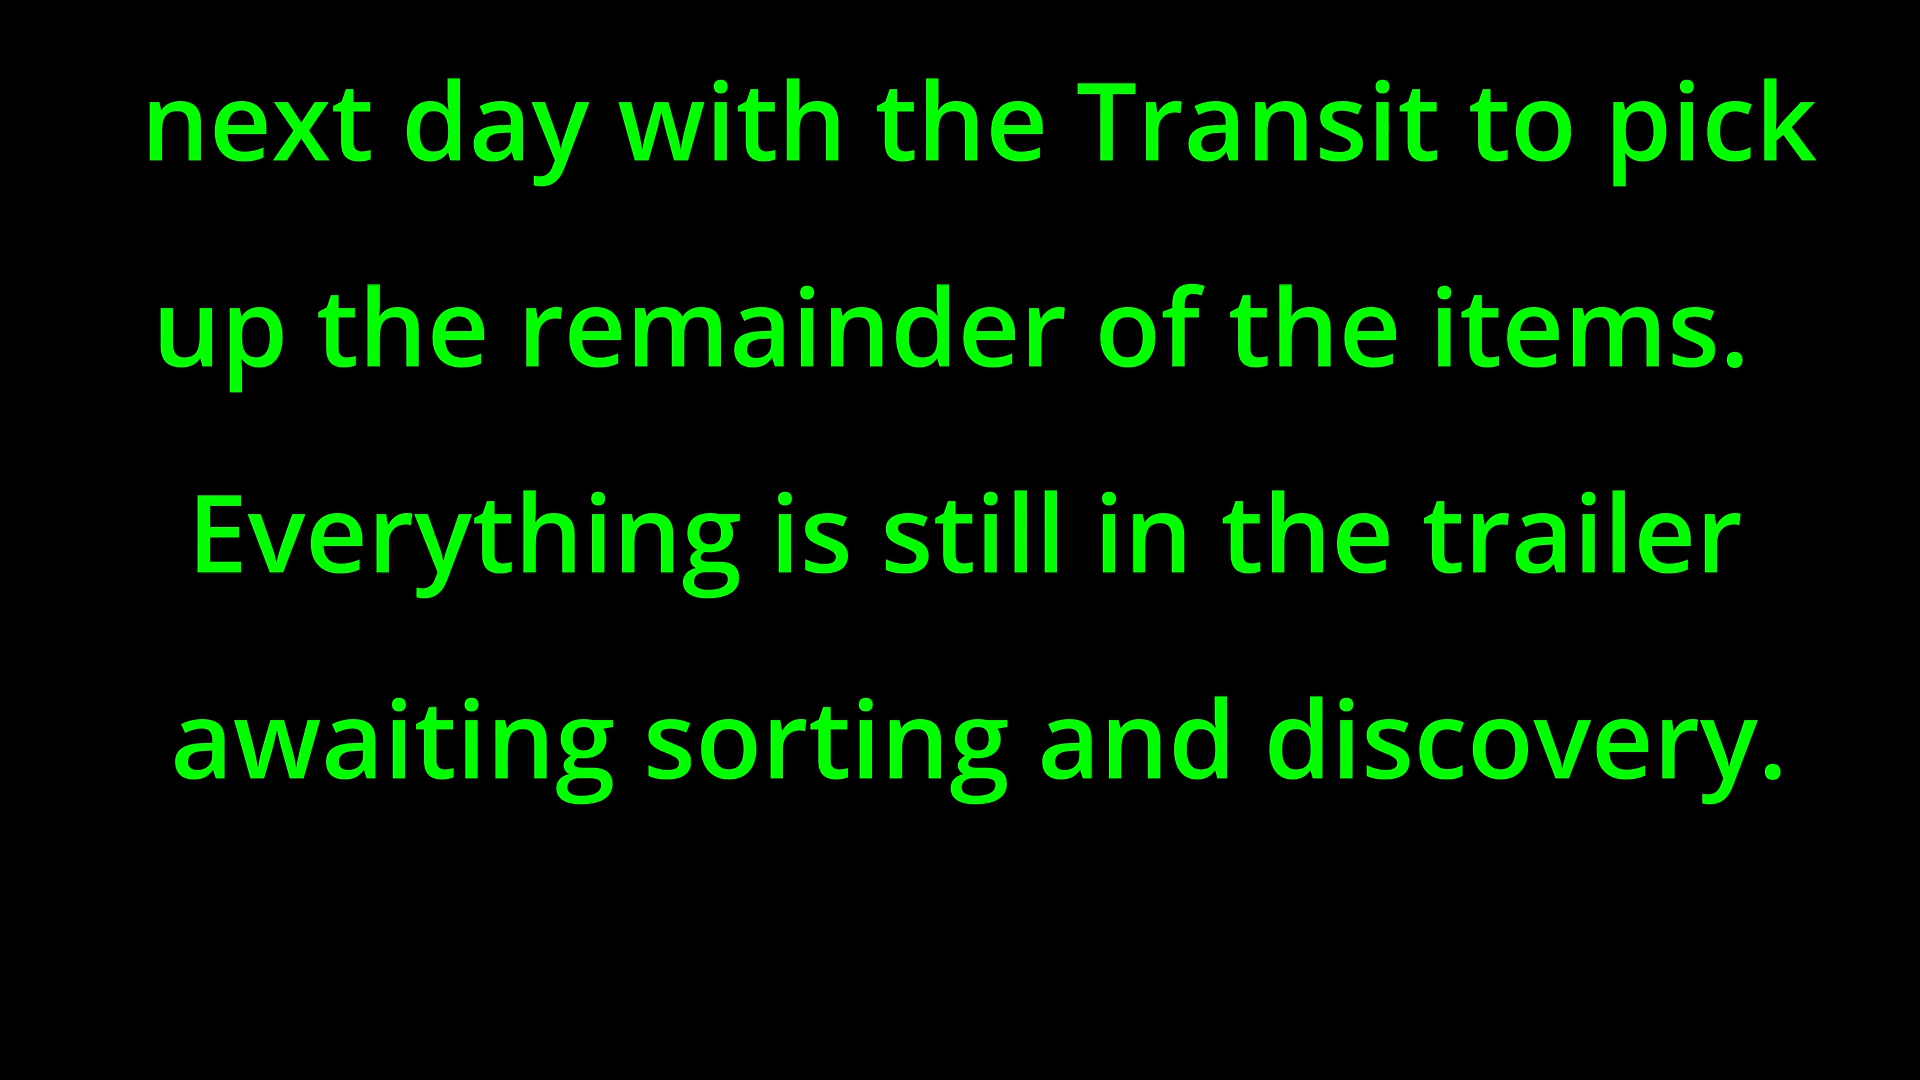 next day with the Transit to pick
up the remainder of the items.
Everything is still in the trailer
awaiting sorting and discovery.